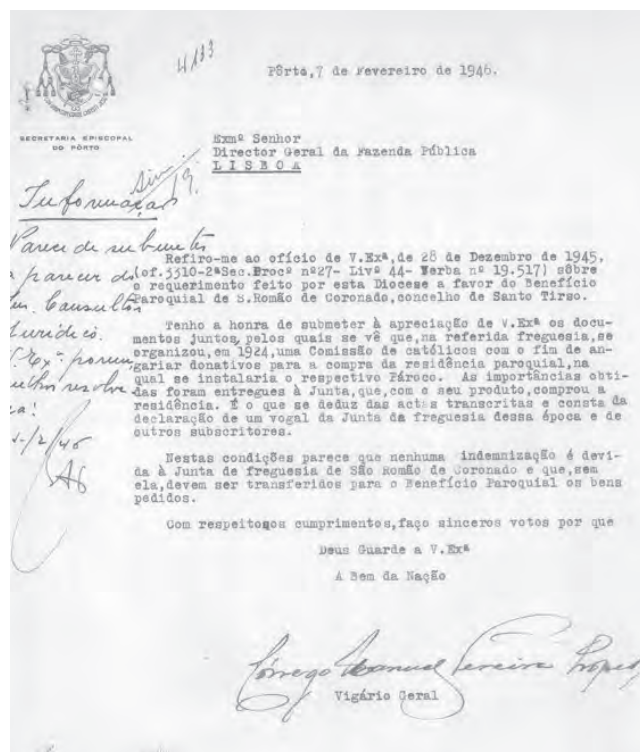 4133
Pôrto, 7 de Fevereiro de 1946.
SECRETARIA EPISCOPAL
DO PÔRTO
Exmº Senhor
Director Geral da Fazenda Pública
LISBOA
Informação
Refiro-me ao ofício de V.Exª, de 28 de Dezembro de 1945,
(of.3310-2ªSec.Procº nº27- Livº 44- Verba nº 19.517) sôbre
o requerimento feito por esta Diocese a favor do Benefício
Paroquial de S.Romão de Coronado,concelho de Santo Tirso.
Tenho a honra de submeter à apreciação de V.Exª os docu-
mentos juntos, pelos quais se vê que,na referida freguesia,se
organizou,em 1924,uma Comissão de católicos com o fim de an-
gariar donativos para a compra da residência paroquial,na
qual se instalaria o respectivo Pároco. As importâncias obti-
das foram entregues à Junta,que,com o seu produto,comprou a
residência. É o que se deduz das actas transcritas e consta da
declaração de um vogal da Junta da freguesia dessa época e de
outros subscritores.
Nestas condições parece que nenhuma indemnização é devi-
da à Junta de freguesia de São Romão de Coronado e que,sem
ela,devem ser transferidos para o Benefício Paroquial os bens
pedidos.
Com respeitosos cumprimentos,faço sinceros votos por que
Deus Guarde a V.Exª
A Bem da Nação
Cónego Manuel Pereira Lopes
Vigário Geral
parecer do
Consultor
Jurídico.